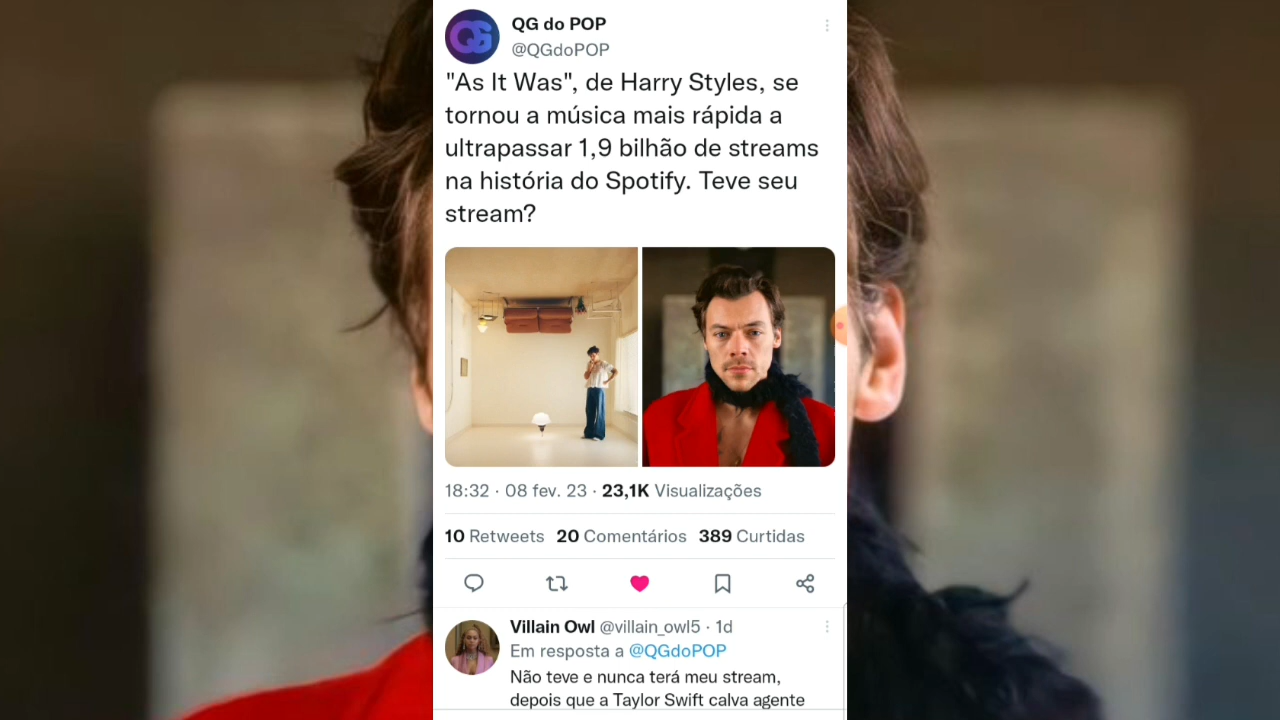 QG do POP
@QGdoPOP
"As It Was", de Harry Styles, se
tornou a música mais rápida a
ultrapassar 1,9 bilhão de streams
na história do Spotify. Teve seu
stream?
18:32 · 08 fev. 23 · 23,1K Visualizações
10 Retweets 20 Comentários 389 Curtidas
Villain Owl @villain_owl5 · 1d
Em resposta a @QGdoPOP
Não teve e nunca terá meu stream,
depois que a Taylor Swift calva agente